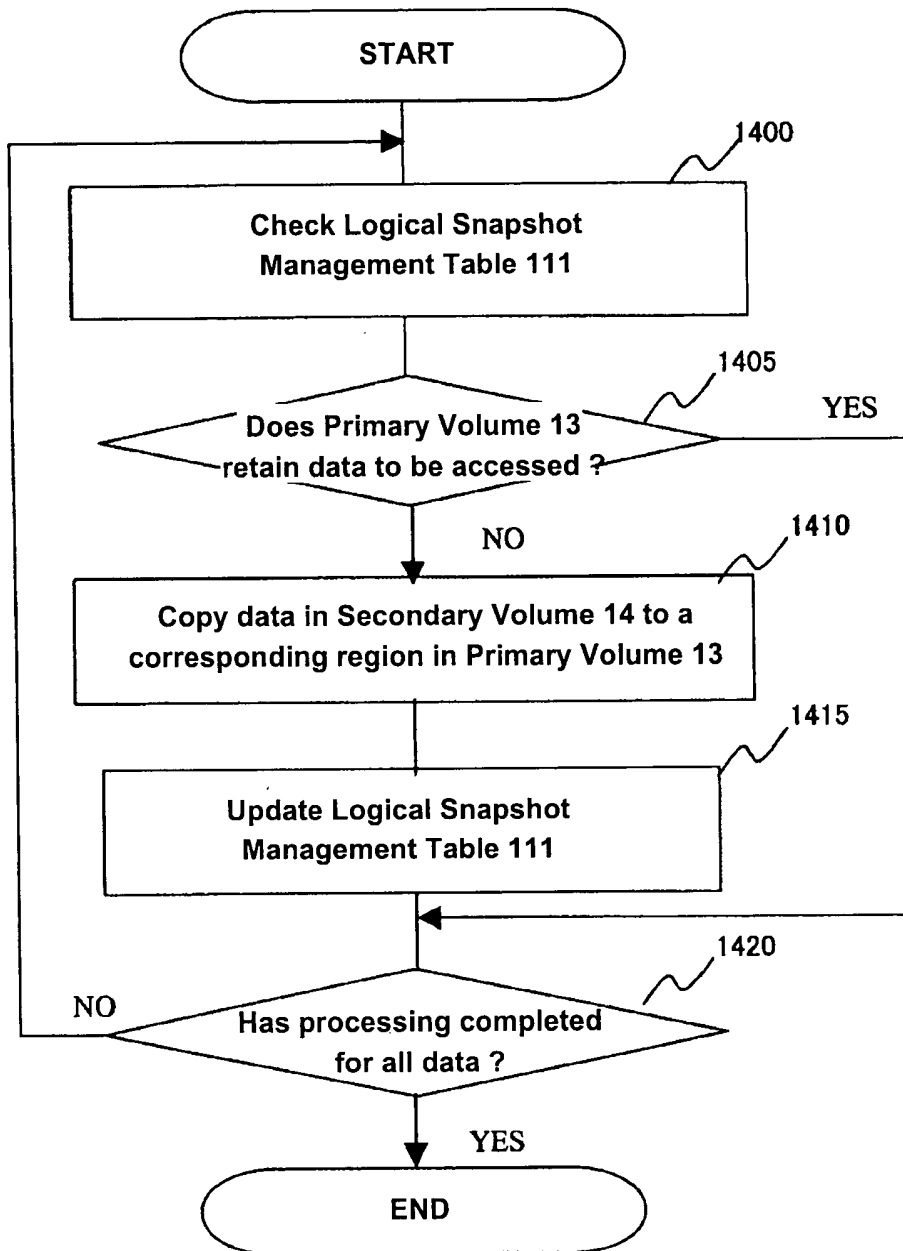 START
1400
Check Logical Snapshot
Management Table 111
1405
YES
Does Primary Volume 13
retain data to be accessed ?
NO
1410
Copy data in Secondary Volume 14 to a
corresponding region in Primary Volume 13
1415
Update Logical Snapshot
Management Table 111
1420
NO
Has processing completed
for all data ?
YES
END